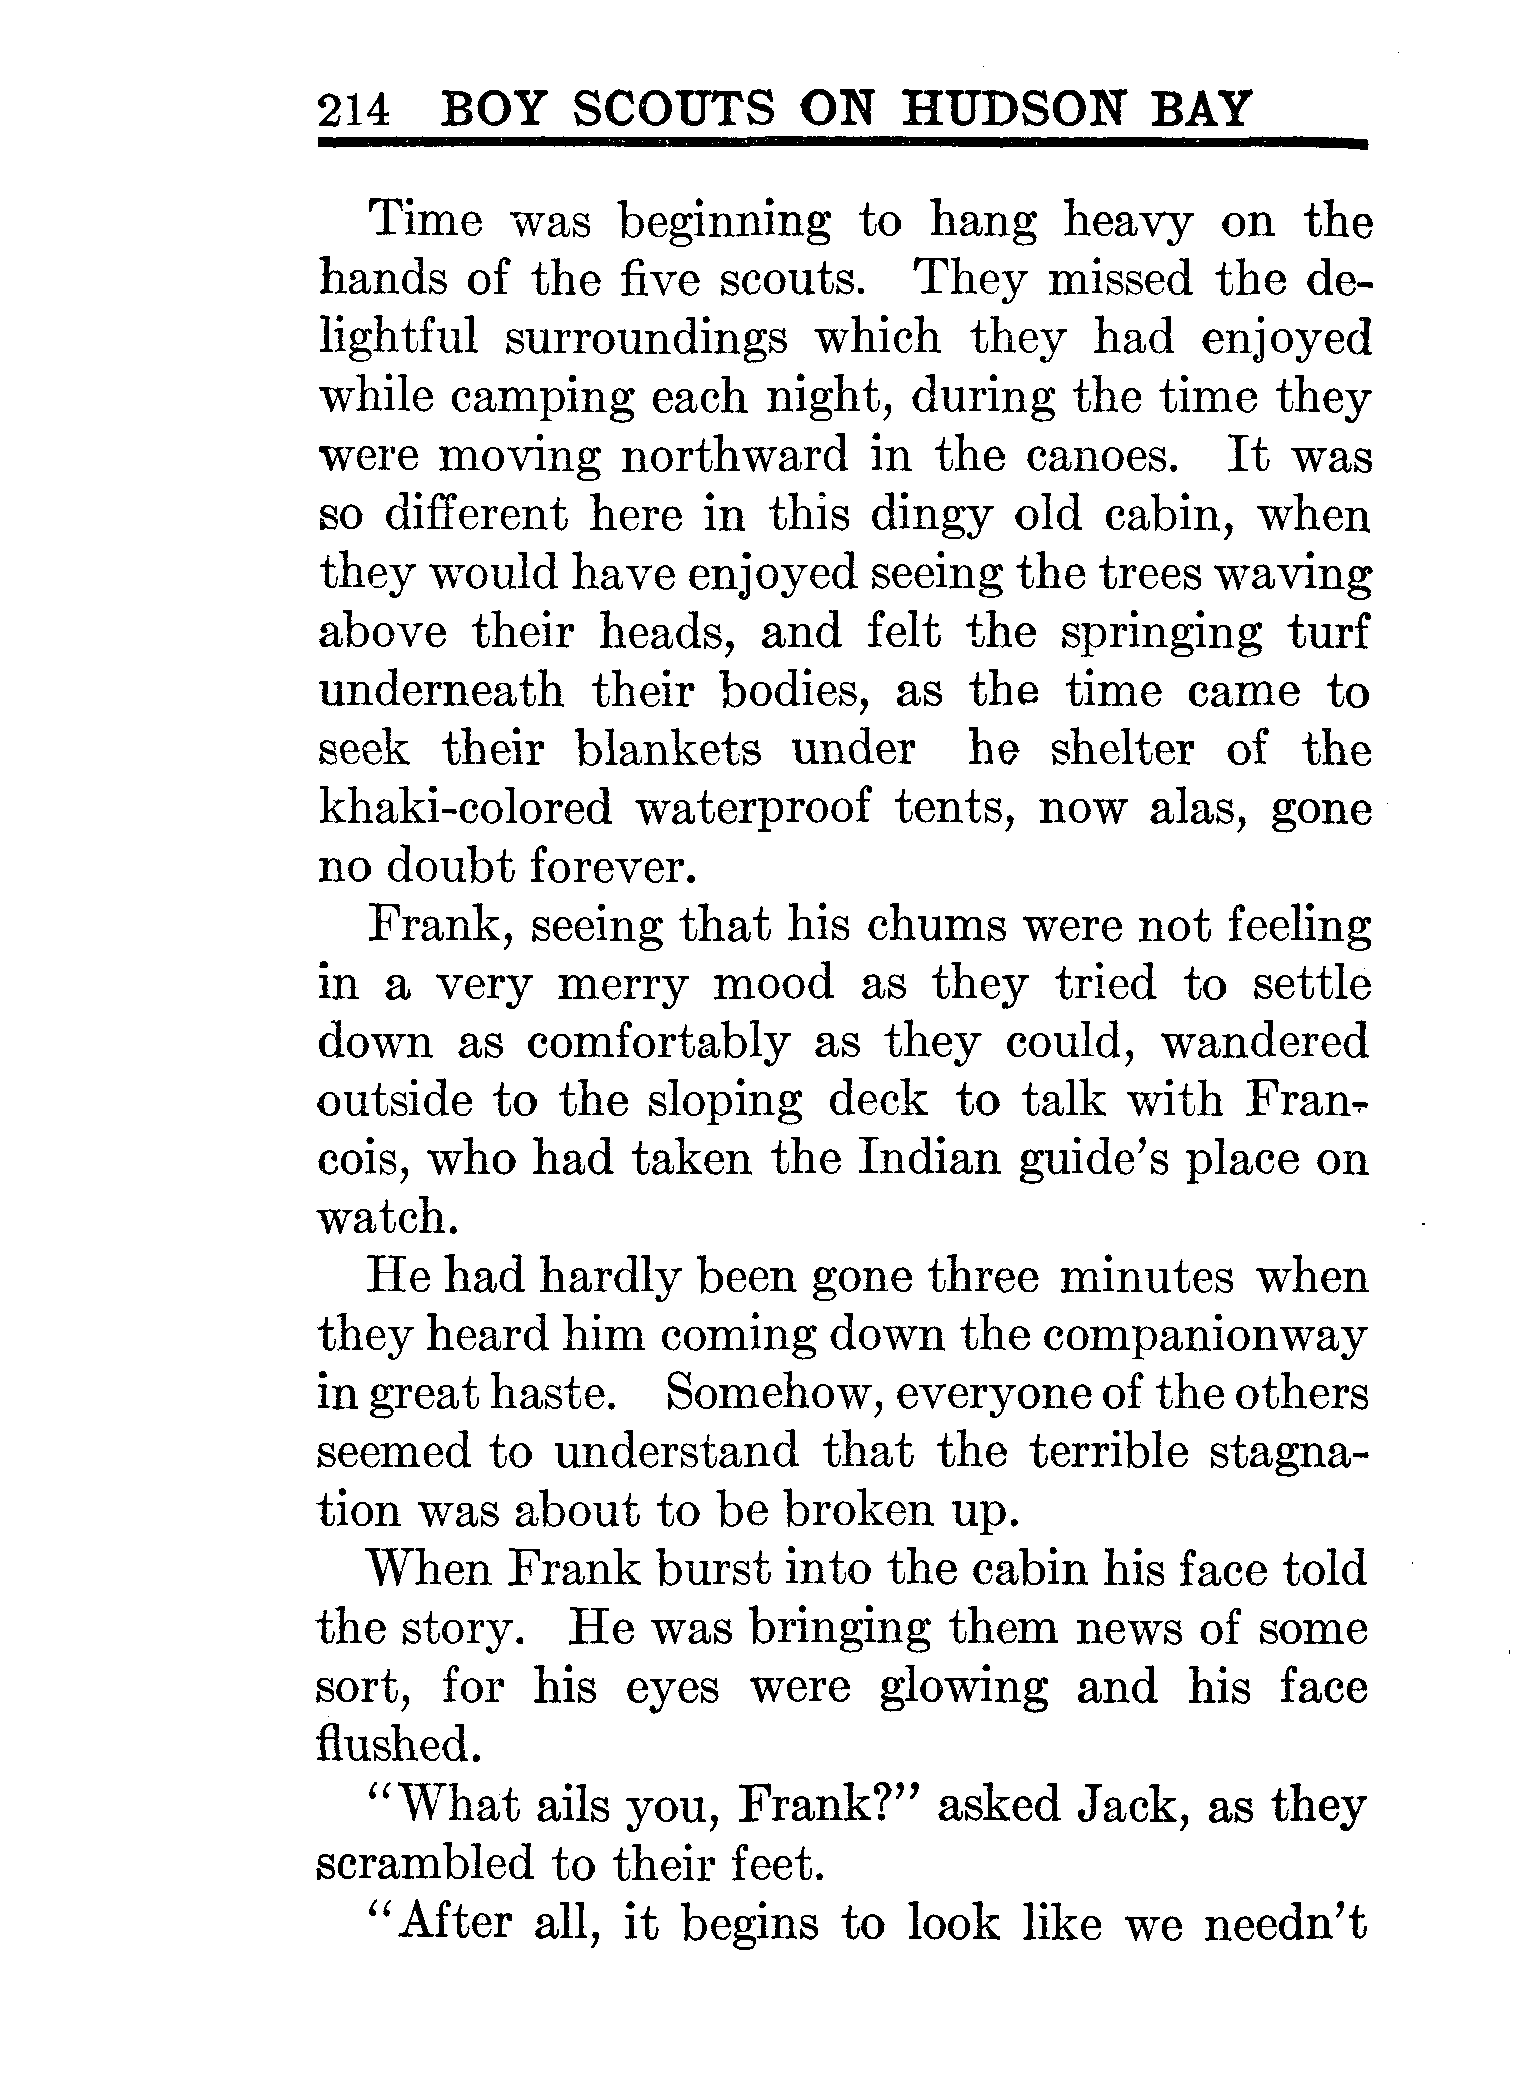 214 BOY SCOUTS ON HUDSON BAY
Time was beginning to hang heavy on the
hands of the five scouts. They missed the de-
lightful surroundings which they had enjoyed
while camping each night, during the time they
were moving northward in the canoes. It was
so different here in this dingy old cabin, when
they would have enjoyed seeing the trees waving
above their heads, and felt the springing turf
underneath their bodies, as the time came to
seek their blankets under he shelter of the
khaki-colored waterproof tents, now alas, gone
no doubt forever.
Frank, seeing that his chums were not feeling
in a very merry mood as they tried to settle
down as comfortably as they could, wandered
outside to the sloping deck to talk with Fran-
cois, who had taken the Indian guide's place on
watch.
He had hardly been gone three minutes when
they heard him coming down the companionway
in great haste. Somehow, everyone of the others
seemed to understand that the terrible stagna-
tion was about to be broken up.
When Frank burst into the cabin his face told
the story. He was bringing them news of some
sort, for his eyes were glowing and his face
flushed.
"What ails you, Frank?" asked Jack, as they
scrambled to their feet.
"After all, it begins to look like we needn't